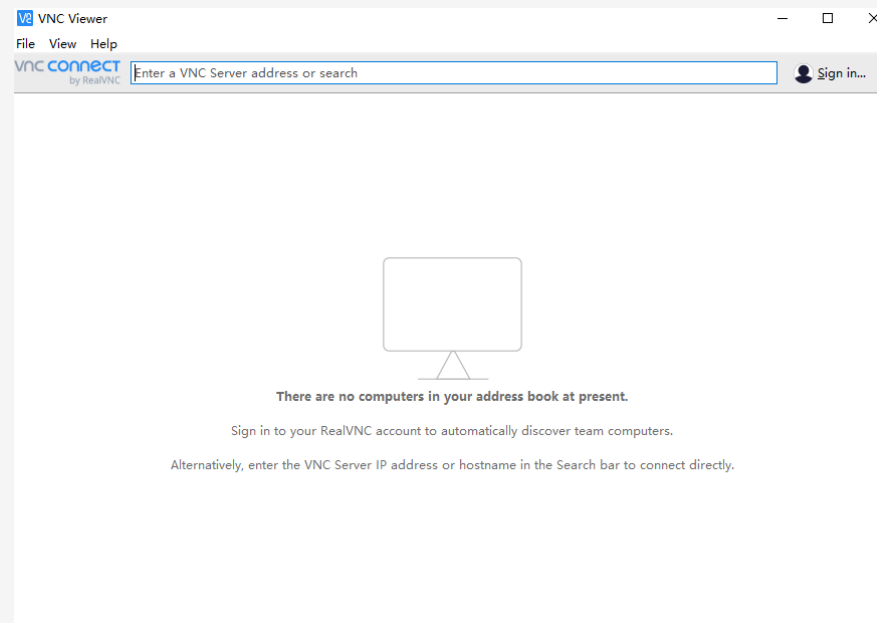 VNC Viewer
File View Help
VNC CONNECT
by RealVNC
Enter a VNC Server address or search
Sign in...
There are no computers in your address book at present.
Sign in to your RealVNC account to automatically discover team computers.
Alternatively, enter the VNC Server IP address or hostname in the Search bar to connect directly.